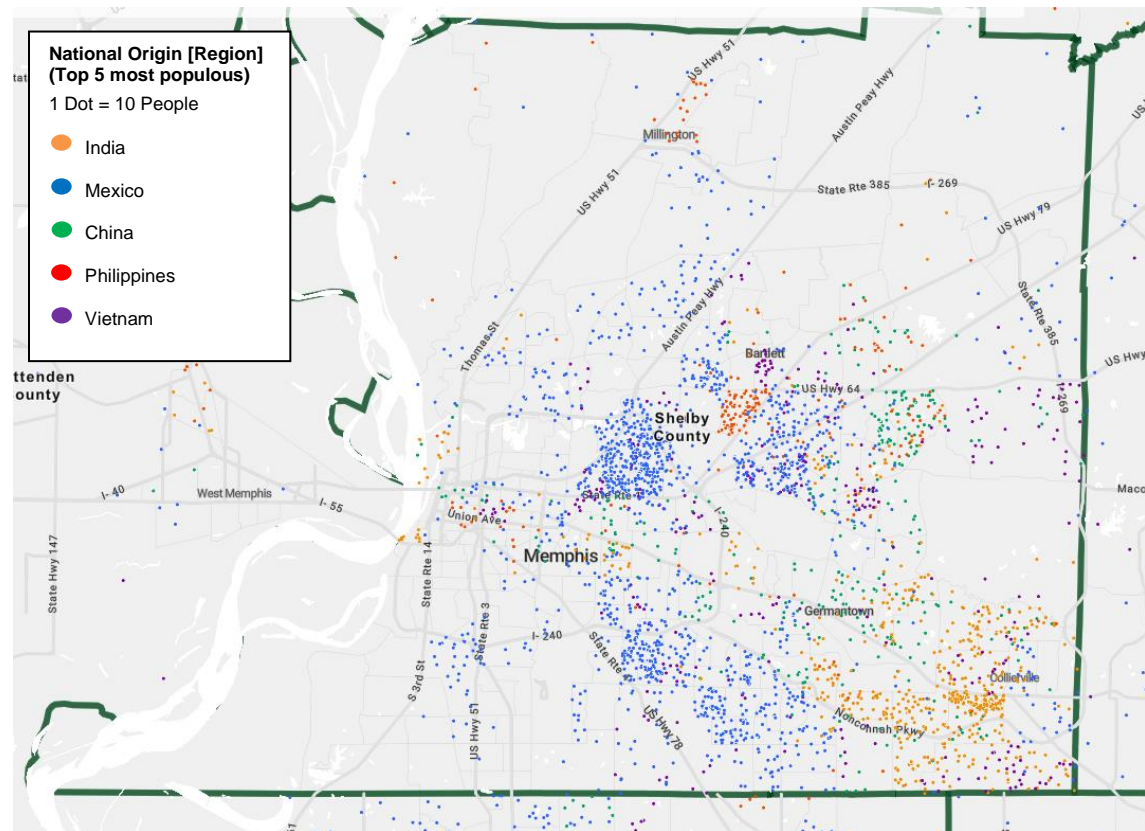 National Origin [Region]
(Top 5 most populous)
1 Dot = 10 People
India
Mexico
China
Philippines
Vietnam
US Hwy 51
Austin Peay Hwy
Millington
US Hwy 51
State Rte 385
I- 269
US Hwy 79
State Rte 385
Thomas St
Austin Peay Hwy
Bartlett
US Hwy 64
US Hwy
I- 269
ttenden
ounty
Shelby
County
I- 40
West Memphis
I- 55
State Rte 1
Union Ave
I- 240
Maco
State Hwy 147
State Rte 14
State Rte 3
Memphis
Germantown
I- 240
State Rte 4
S 3rd St
US Hwy 51
US Hwy 78
Nonconnah Pkwy
Collierville